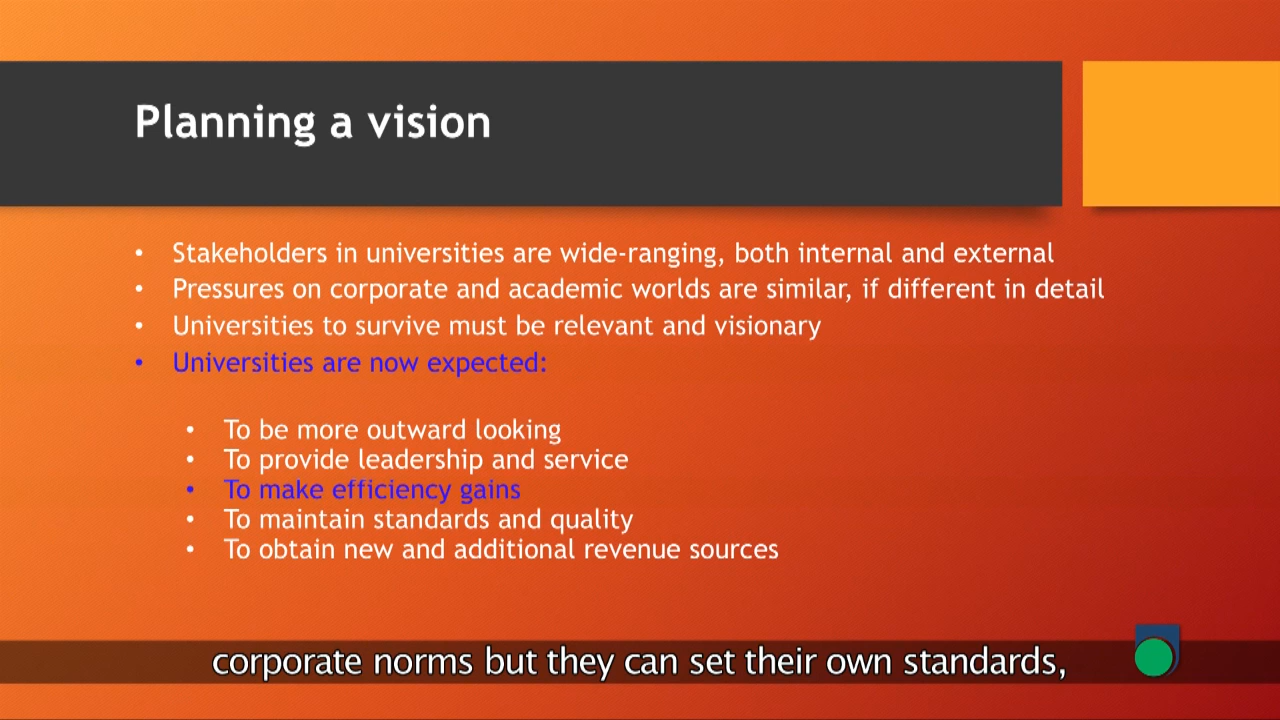 Planning a vision
• Stakeholders in universities are wide-ranging, both internal and external
• Pressures on corporate and academic worlds are similar, if different in detail
• Universities to survive must be relevant and visionary
• Universities are now expected:
• To be more outward looking
• To provide leadership and service
• To make efficiency gains
• To maintain standards and quality
• To obtain new and additional revenue sources
corporate norms but they can set their own standards,